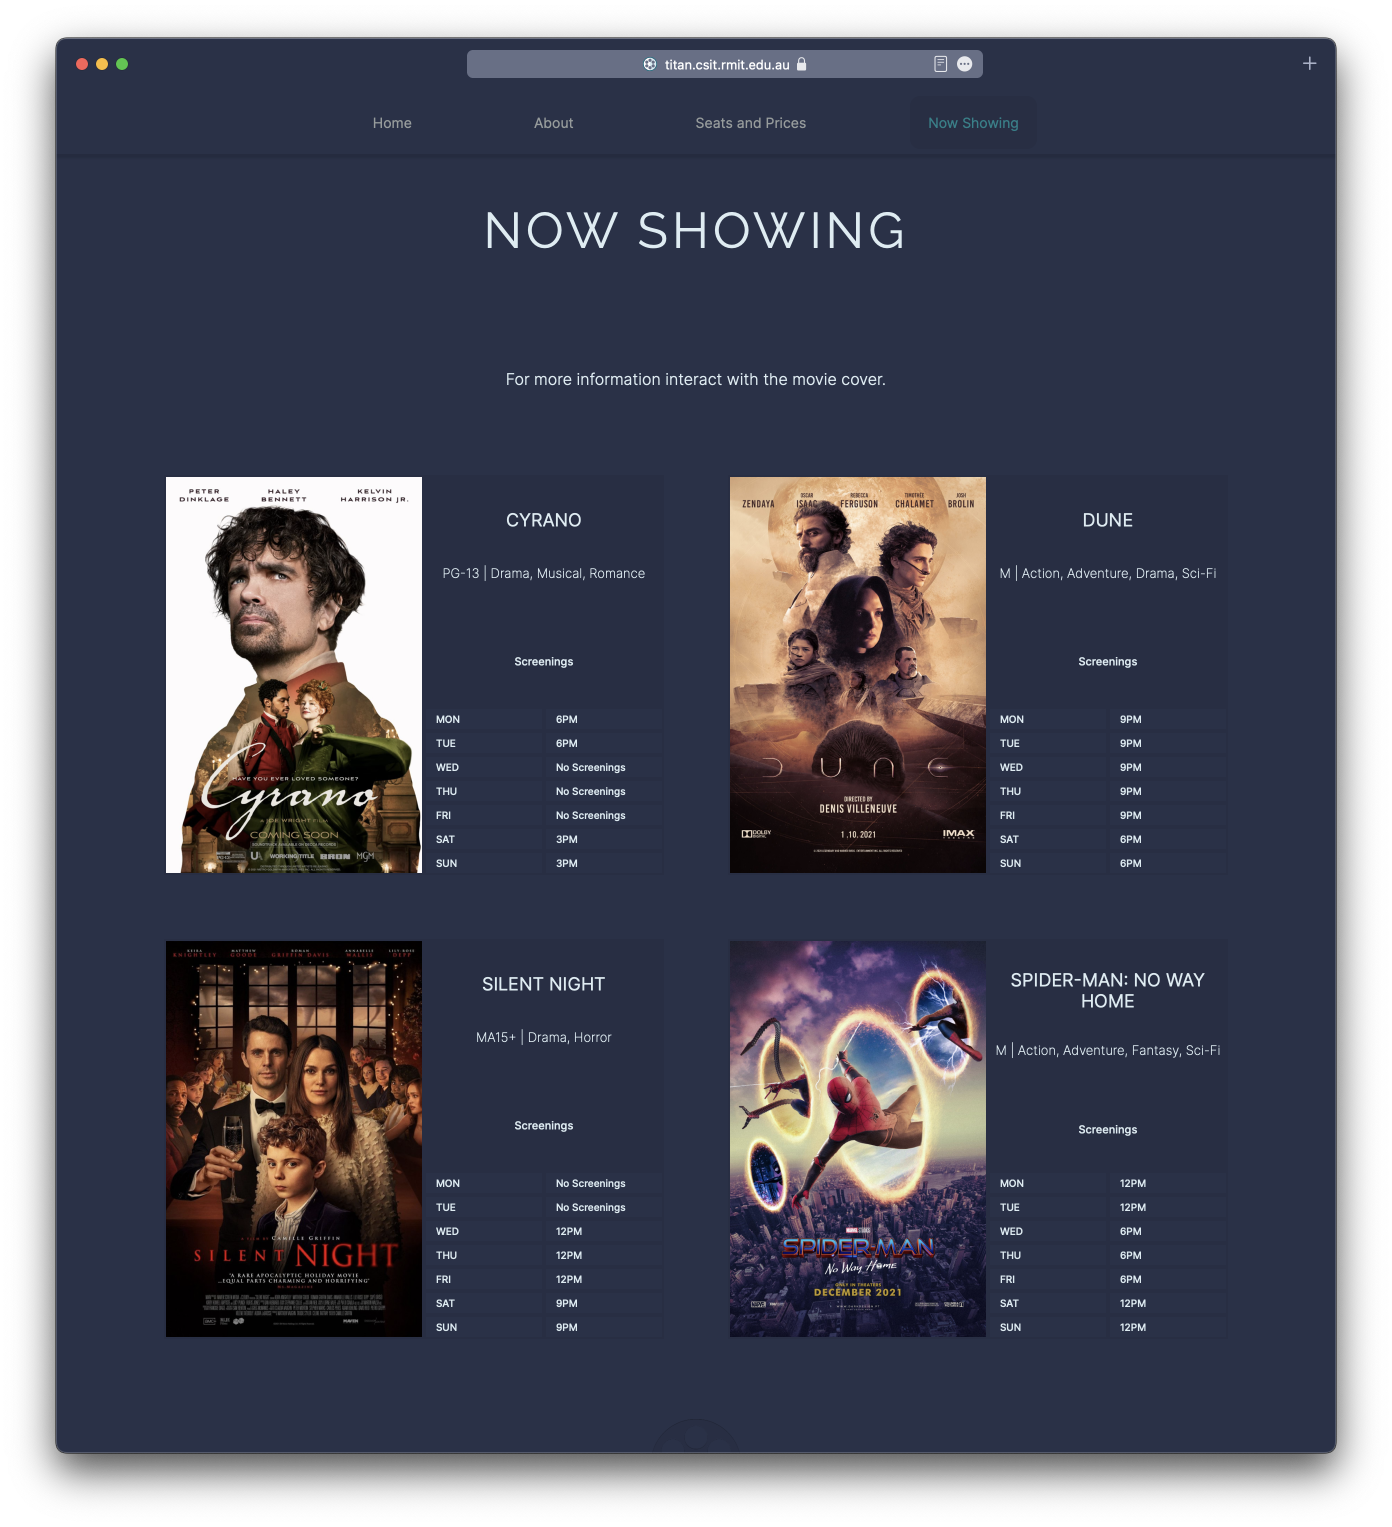 titan.csit.rmit.edu.au
Home
About
Seats and Prices
Now Showing
NOW SHOWING
For more information interact with the movie cover.
PETER DINKLAGE
HALEY BENNETT
KELVIN HARRISON JR.
HAVE YOU EVER LOVED SOMEONE?
Cyrano
A JOE WRIGHT FILM
COMING SOON
UA WORKING TITLE BRON MGM
CYRANO
PG-13 | Drama, Musical, Romance
Screenings
MON 6PM
TUE 6PM
WED No Screenings
THU No Screenings
FRI No Screenings
SAT 3PM
SUN 3PM
ZENDAYA
OSCAR ISAAC
REBECCA FERGUSON
TIMOTHÉE CHALAMET
JOSH BROLIN
DUNE
DIRECTED BY
DENIS VILLENEUVE
DOLBY
1 .10. 2021
IMAX
DUNE
M | Action, Adventure, Drama, Sci-Fi
Screenings
MON 9PM
TUE 9PM
WED 9PM
THU 9PM
FRI 9PM
SAT 6PM
SUN 6PM
KEIRA KNIGHTLEY
MATTHEW GOODE
ROMAN GRIFFIN DAVIS
ANNABELLE WALLIS
LILY-ROSE DEPP
CAMILLE GRIFFIN
SILENT NIGHT
"A RARE APOCALYPTIC HOLIDAY MOVIE
...EQUAL PARTS CHARMING AND HORRIFYING"
SILENT NIGHT
MA15+ | Drama, Horror
Screenings
MON No Screenings
TUE No Screenings
WED 12PM
THU 12PM
FRI 12PM
SAT 9PM
SUN 9PM
MARVEL STUDIOS
SPIDER-MAN
No Way Home
ONLY IN THEATERS
DECEMBER 2021
SPIDER-MAN: NO WAY
HOME
M | Action, Adventure, Fantasy, Sci-Fi
Screenings
MON 12PM
TUE 12PM
WED 6PM
THU 6PM
FRI 6PM
SAT 12PM
SUN 12PM